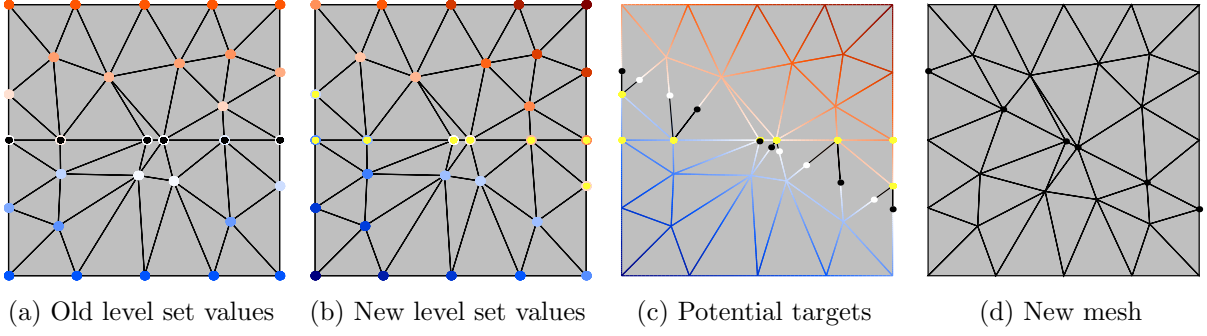 (a) Old level set values (b) New level set values (c) Potential targets (d) New mesh